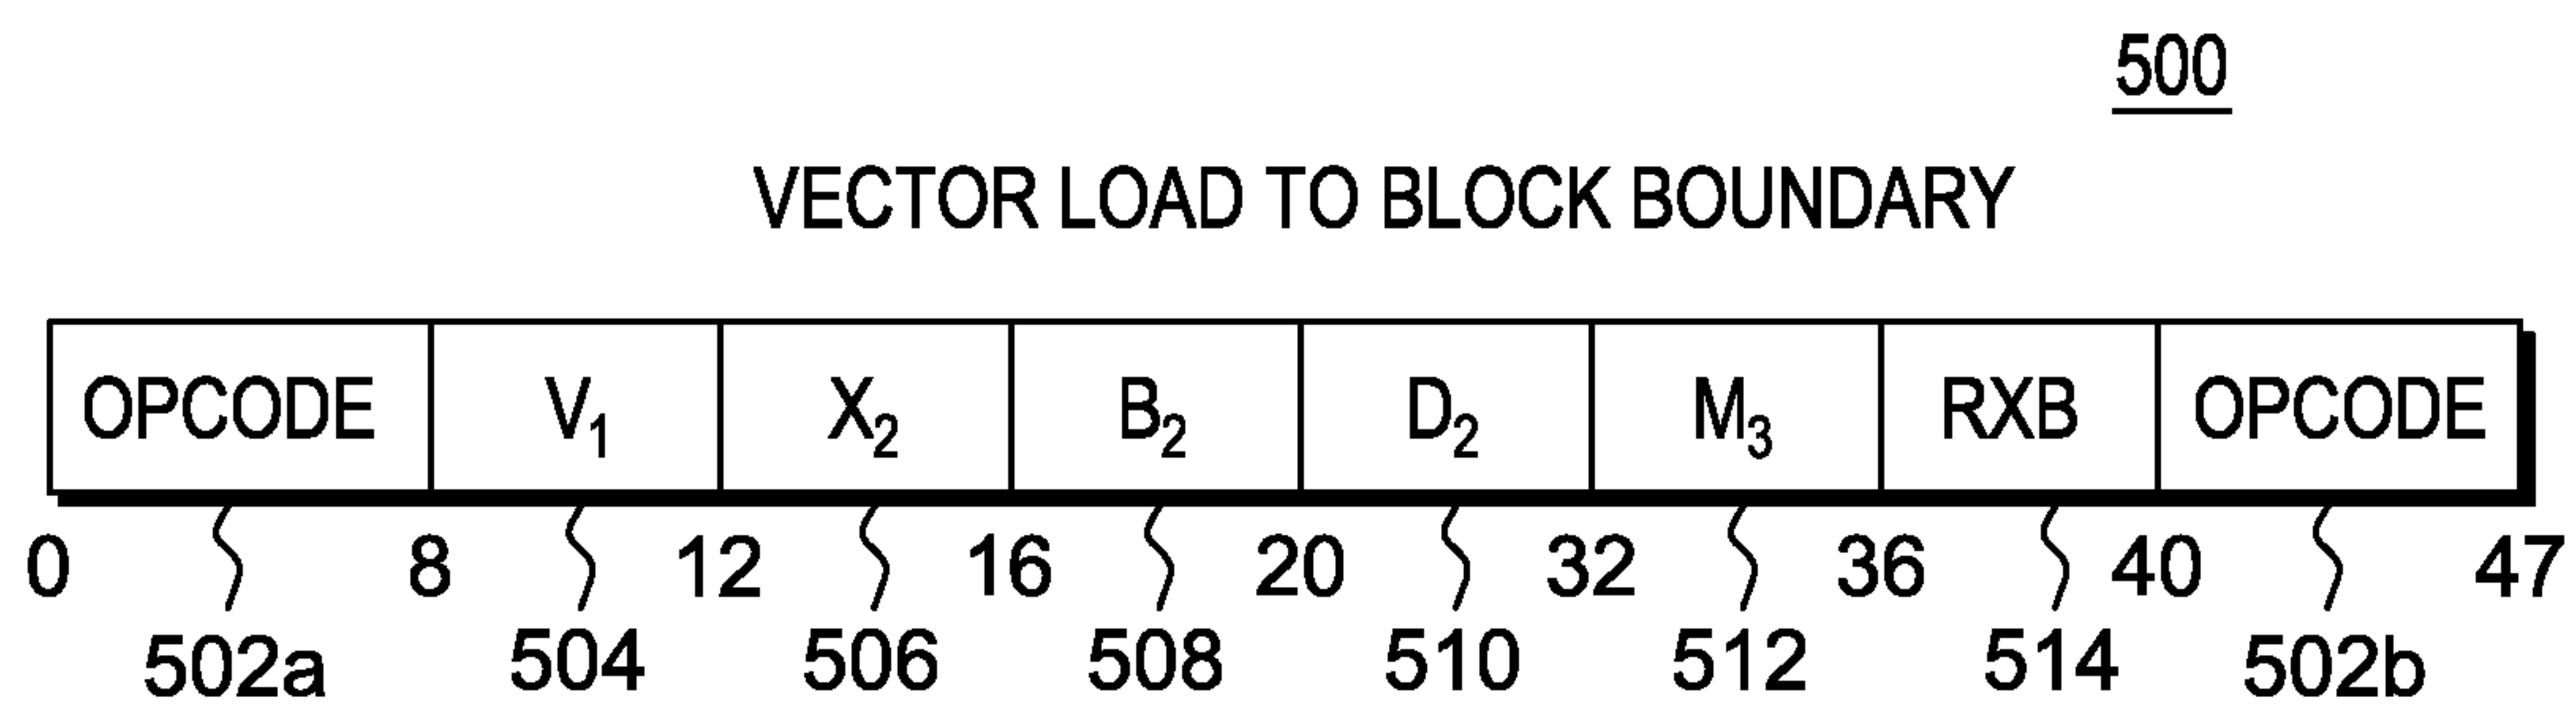 500
VECTOR LOAD TO BLOCK BOUNDARY
OPCODE V₁ X₂ B₂ D₂ M₃ RXB OPCODE
0 8 12 16 20 32 36 40 47
502a 504 506 508 510 512 514 502b